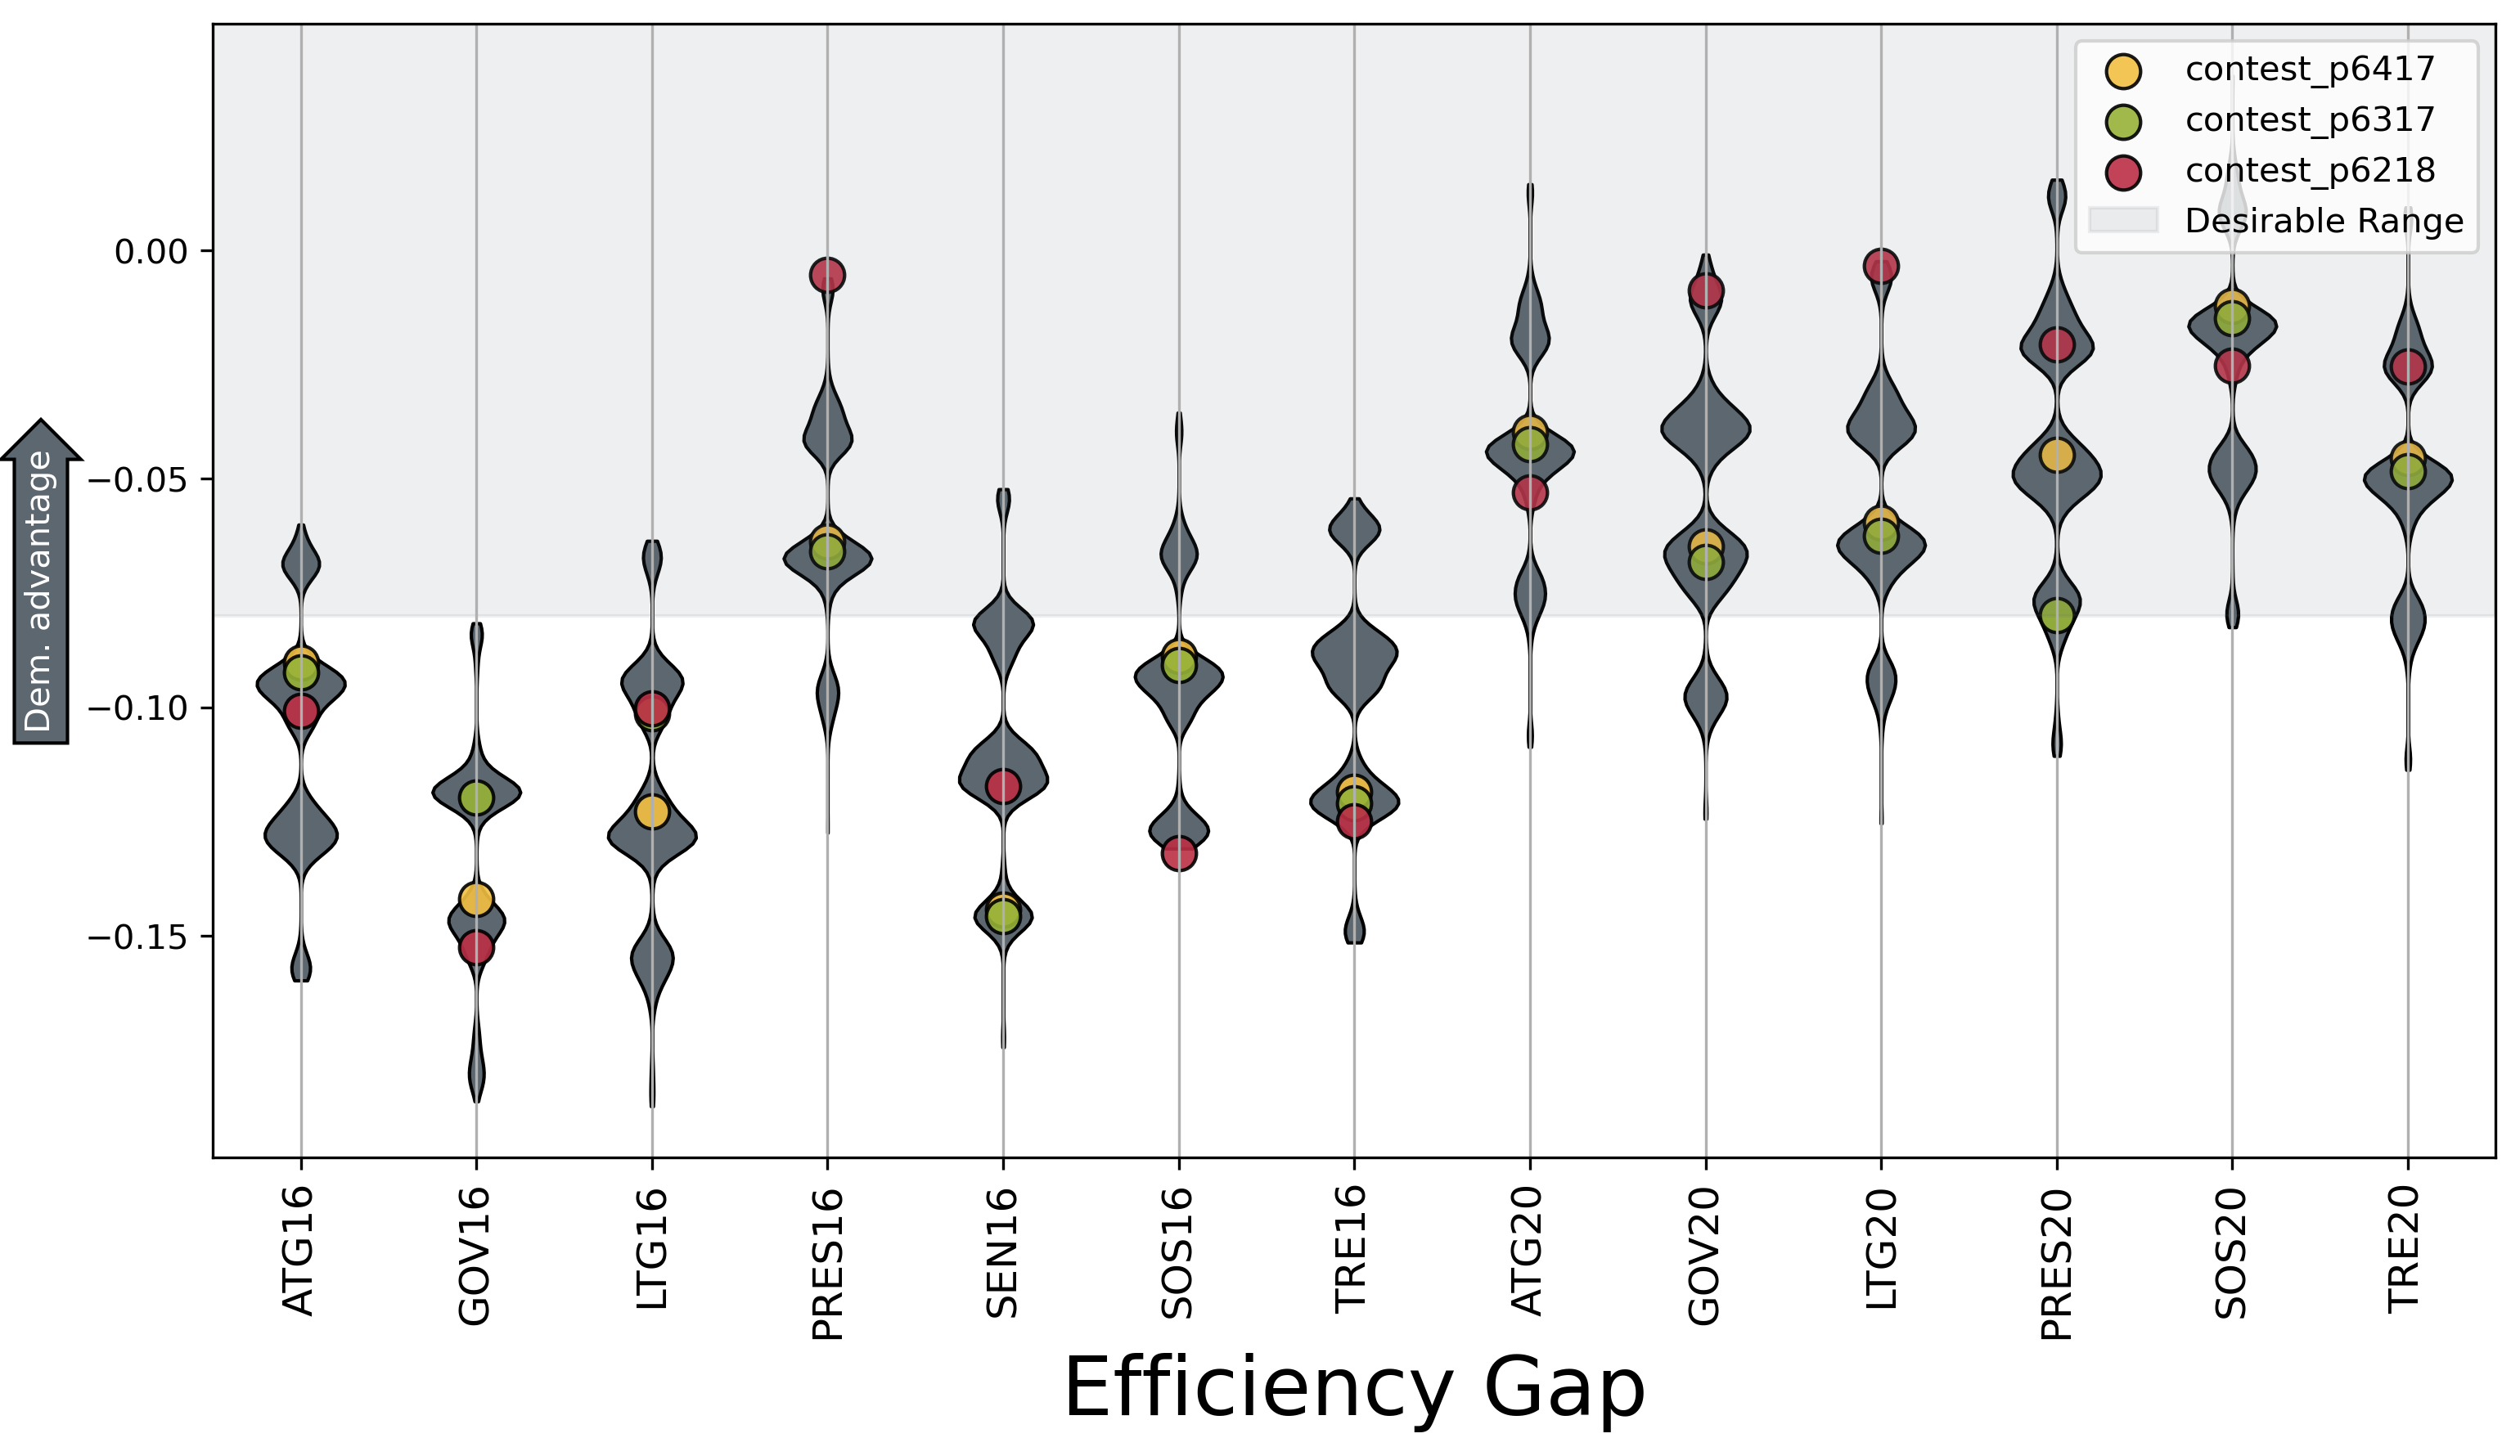 contest_p6417
contest_p6317
contest_p6218
Desirable Range
0.00
−0.05
−0.10
−0.15
Dem. advantage
ATG16
GOV16
LTG16
PRES16
SEN16
SOS16
TRE16
ATG20
GOV20
LTG20
PRES20
SOS20
TRE20
Efficiency Gap